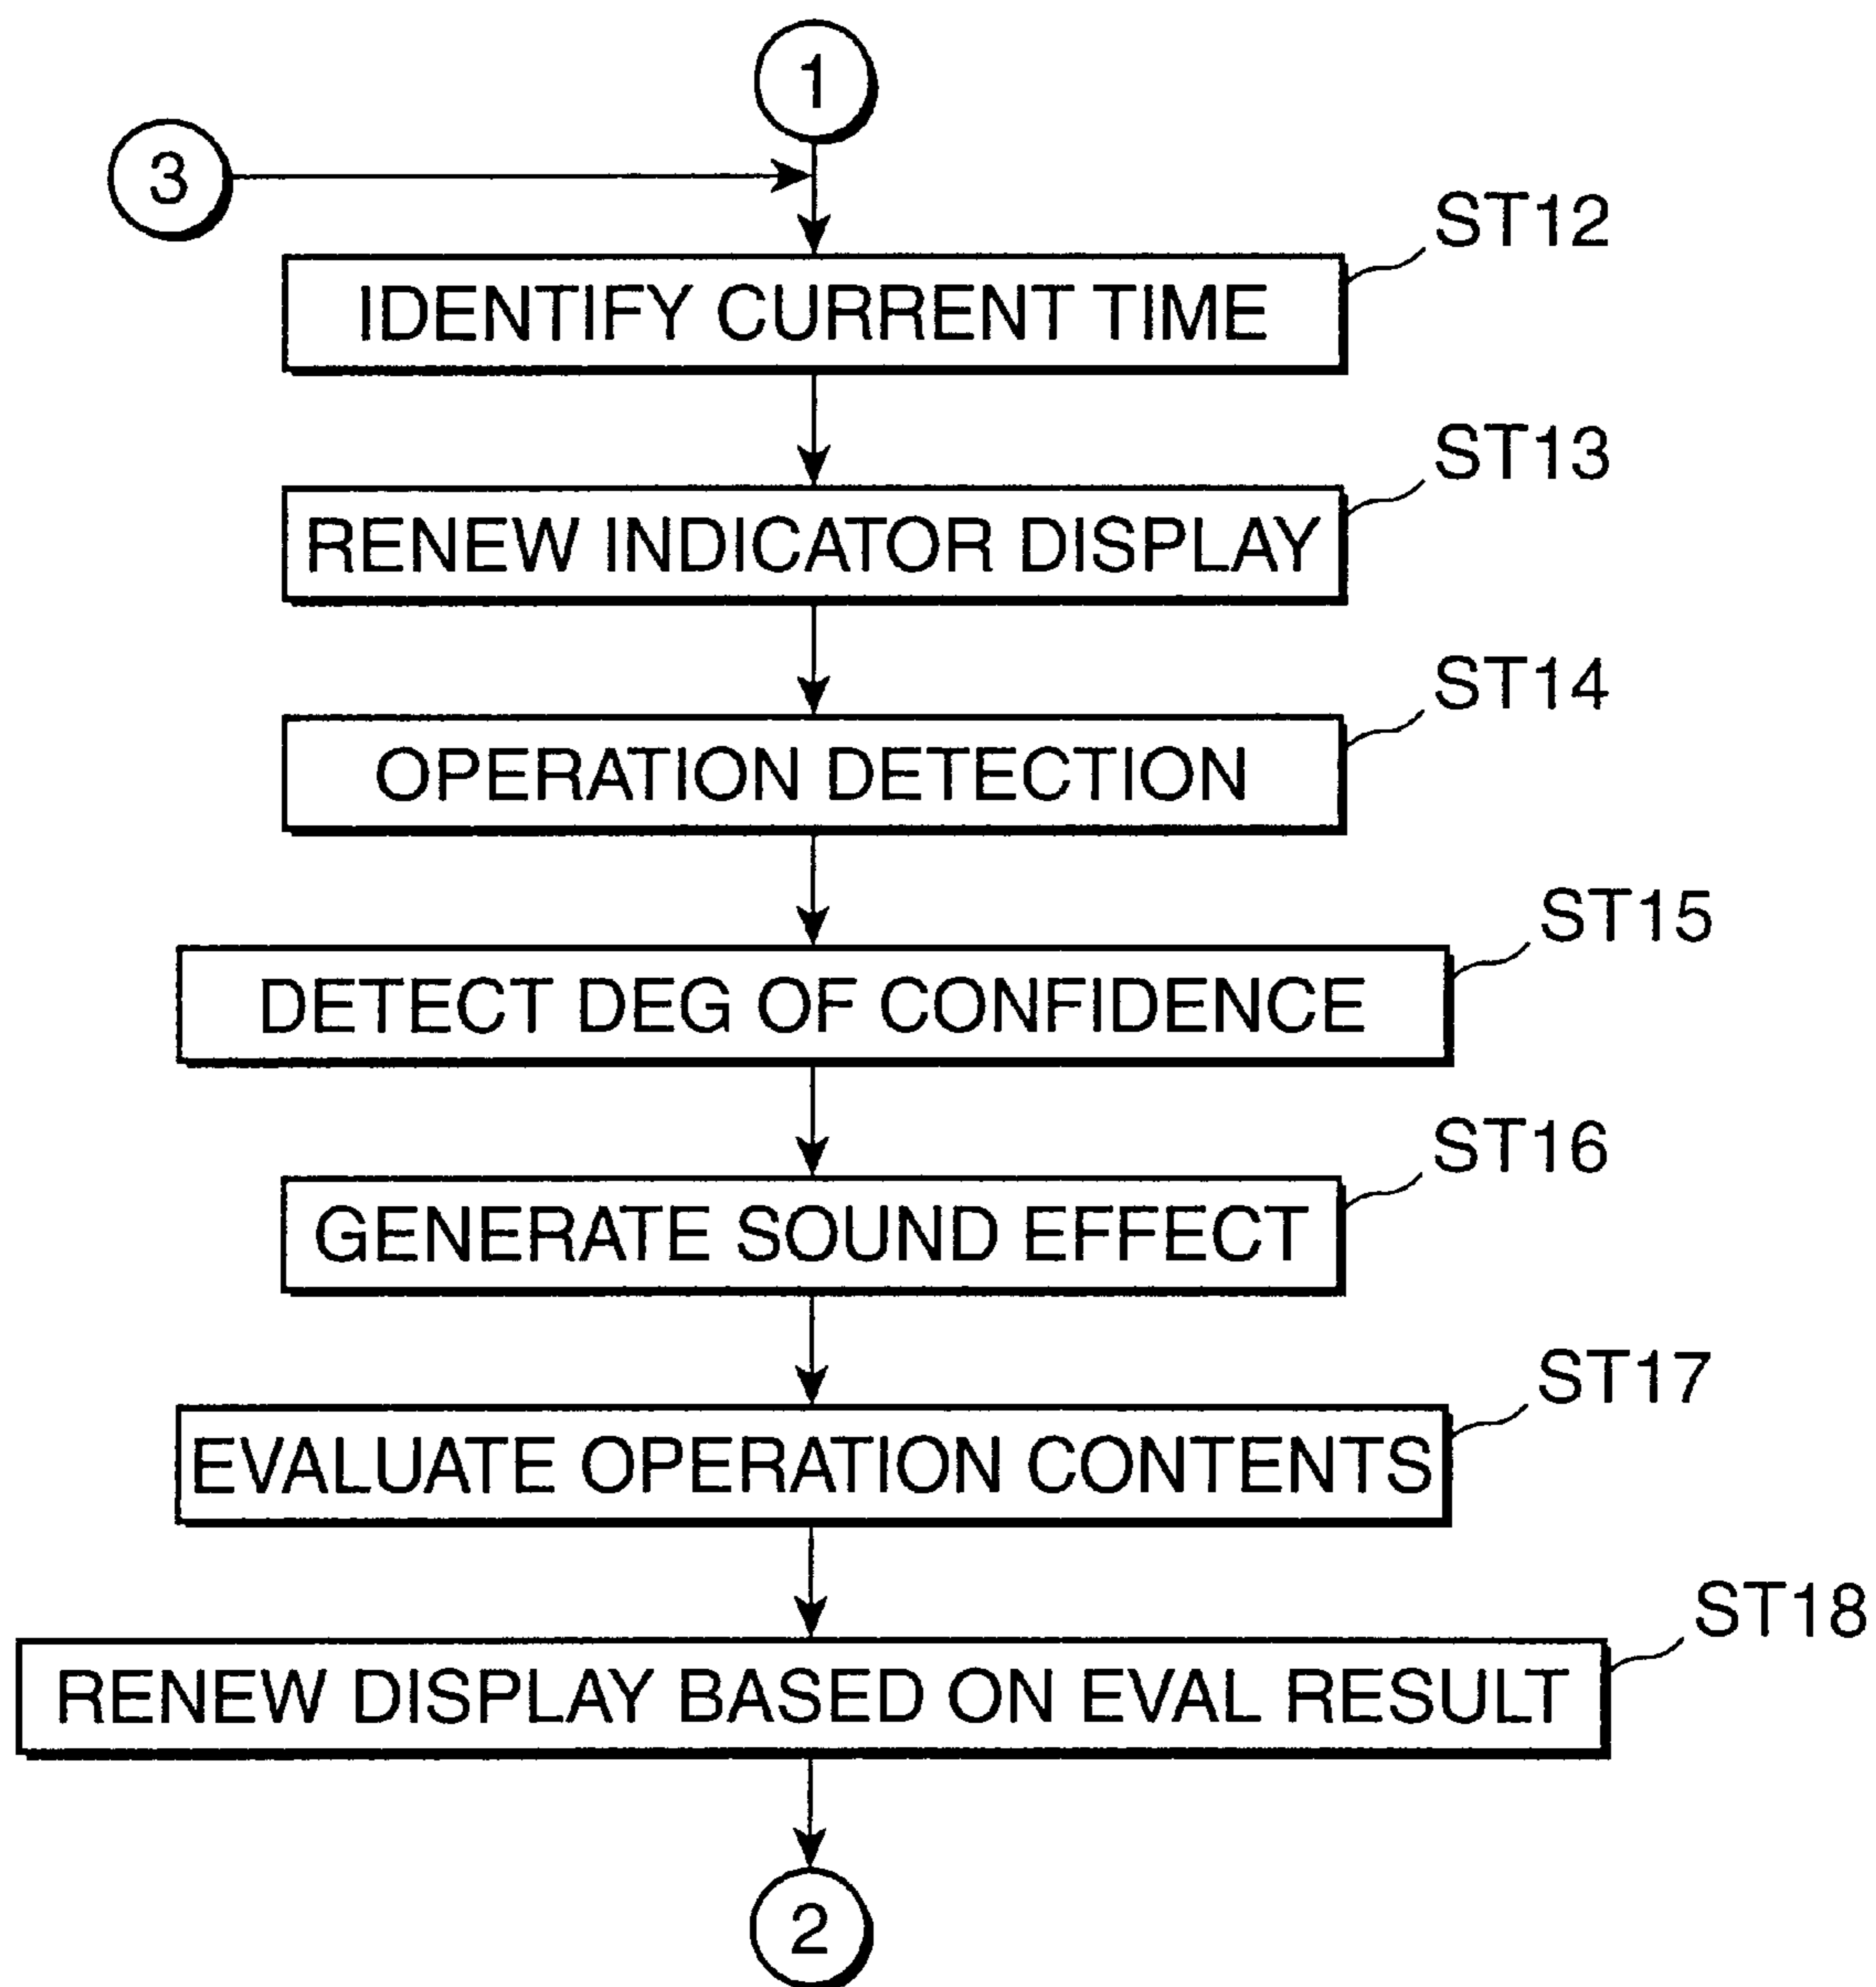 1
3
ST12
IDENTIFY CURRENT TIME
ST13
RENEW INDICATOR DISPLAY
ST14
OPERATION DETECTION
ST15
DETECT DEG OF CONFIDENCE
ST16
GENERATE SOUND EFFECT
ST17
EVALUATE OPERATION CONTENTS
ST18
RENEW DISPLAY BASED ON EVAL RESULT
2